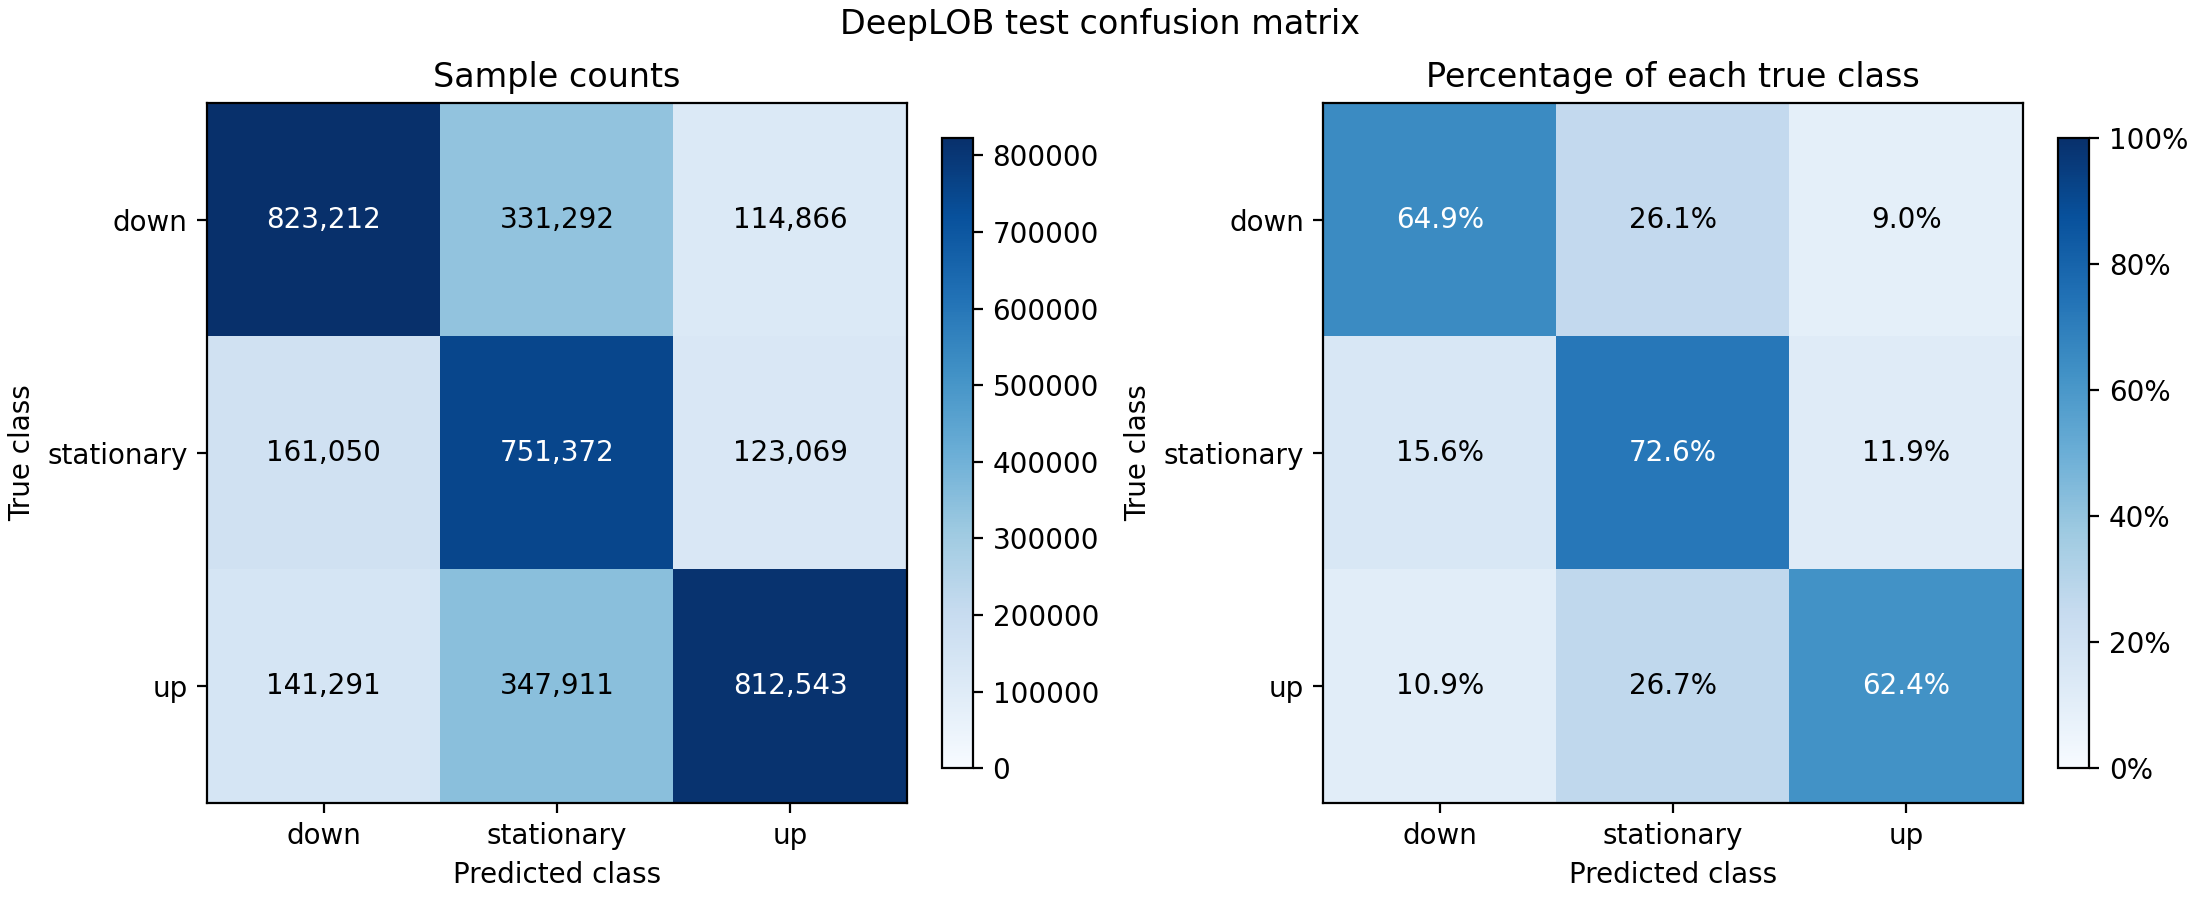 DeepLOB test confusion matrix
Sample counts
True class
down
stationary
up
823,212 331,292 114,866
161,050 751,372 123,069
141,291 347,911 812,543
down stationary up
Predicted class
800000
700000
600000
500000
400000
300000
200000
100000
0
Percentage of each true class
True class
down
stationary
up
64.9% 26.1% 9.0%
15.6% 72.6% 11.9%
10.9% 26.7% 62.4%
down stationary up
Predicted class
100%
80%
60%
40%
20%
0%